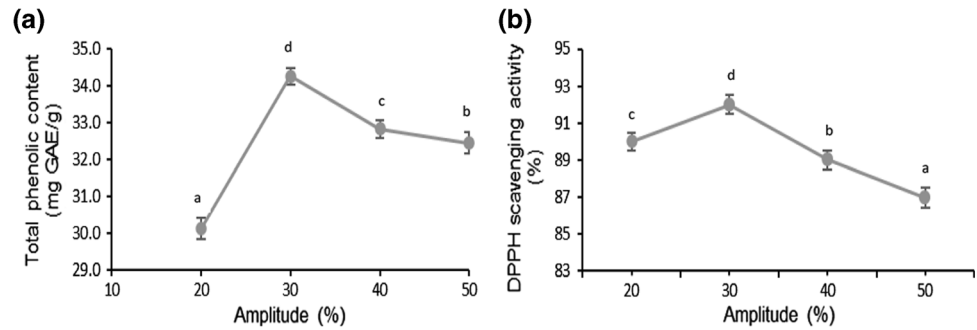 (a)
Total phenolic content
(mg GAE/g)
35.0
34.0
33.0
32.0
31.0
30.0
29.0
a
d
c
b
10
20
30
40
50
Amplitude (%)
(b)
DPPH scavenging activity
(%)
95
93
91
89
87
85
83
c
d
b
a
20
30
40
50
Amplitude (%)